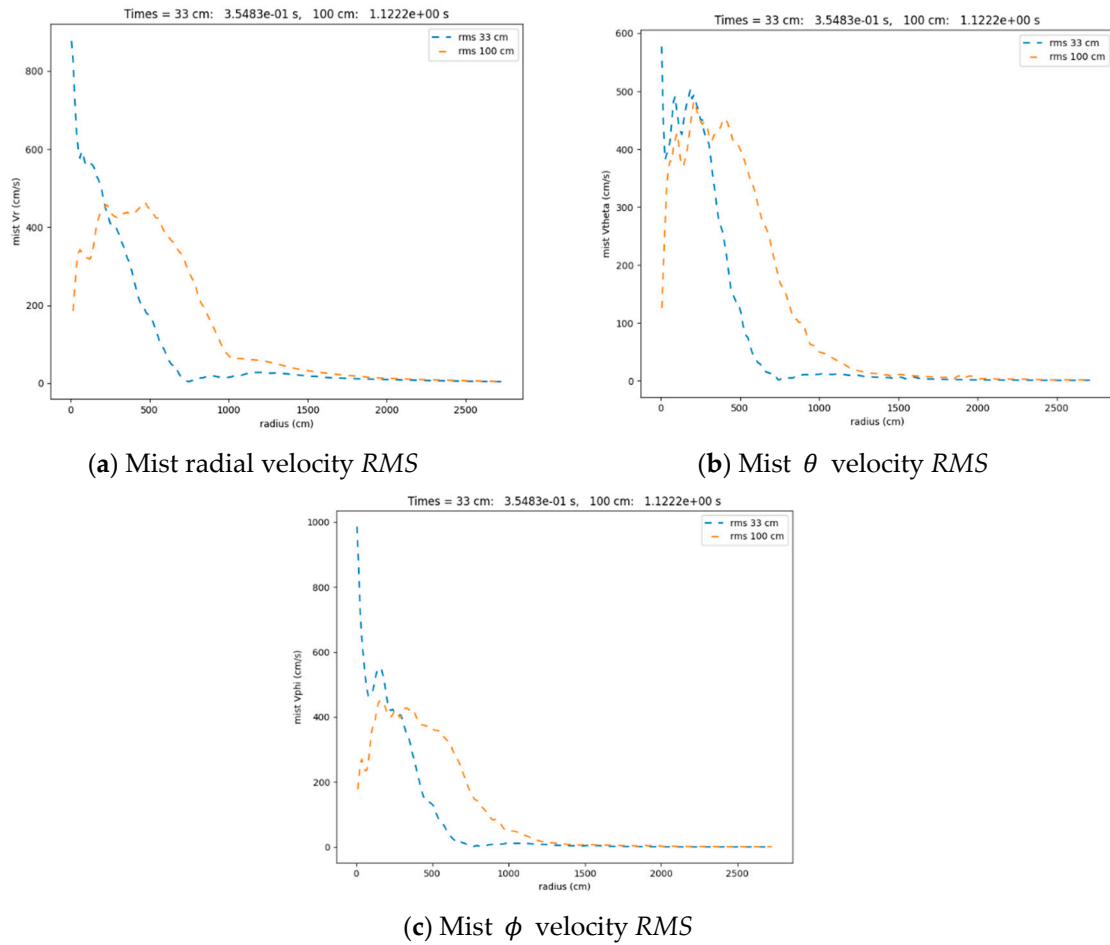 Times = 33 cm: 3.5483e-01 s, 100 cm: 1.1222e+00 s
rms 33 cm
rms 100 cm
800
600
400
200
0
mist Vr (cm/s)
0 500 1000 1500 2000 2500
radius (cm)
(a) Mist radial velocity RMS
Times = 33 cm: 3.5483e-01 s, 100 cm: 1.1222e+00 s
rms 33 cm
rms 100 cm
600
500
400
300
200
100
0
mist Vtheta (cm/s)
0 500 1000 1500 2000 2500
radius (cm)
(b) Mist θ velocity RMS
Times = 33 cm: 3.5483e-01 s, 100 cm: 1.1222e+00 s
rms 33 cm
rms 100 cm
1000
800
600
400
200
0
mist Vphi (cm/s)
0 500 1000 1500 2000 2500
radius (cm)
(c) Mist ϕ velocity RMS